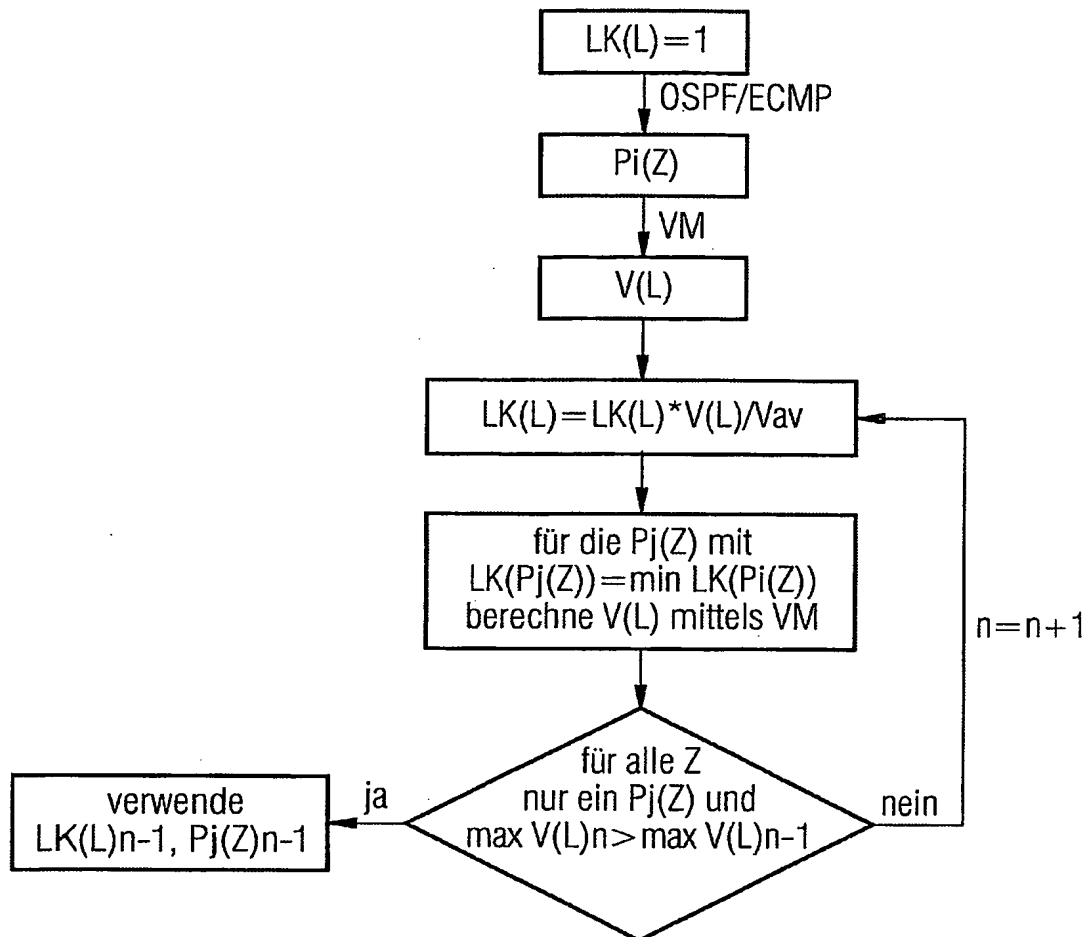 LK(L)=1
OSPF/ECMP
Pi(Z)
VM
V(L)
LK(L)=LK(L)*V(L)/Vav
für die Pj(Z) mit
LK(Pj(Z))=min LK(Pi(Z))
berechne V(L) mittels VM
n=n+1
für alle Z
nur ein Pj(Z) und
max V(L)n>max V(L)n-1
nein
ja
verwende
LK(L)n-1, Pj(Z)n-1